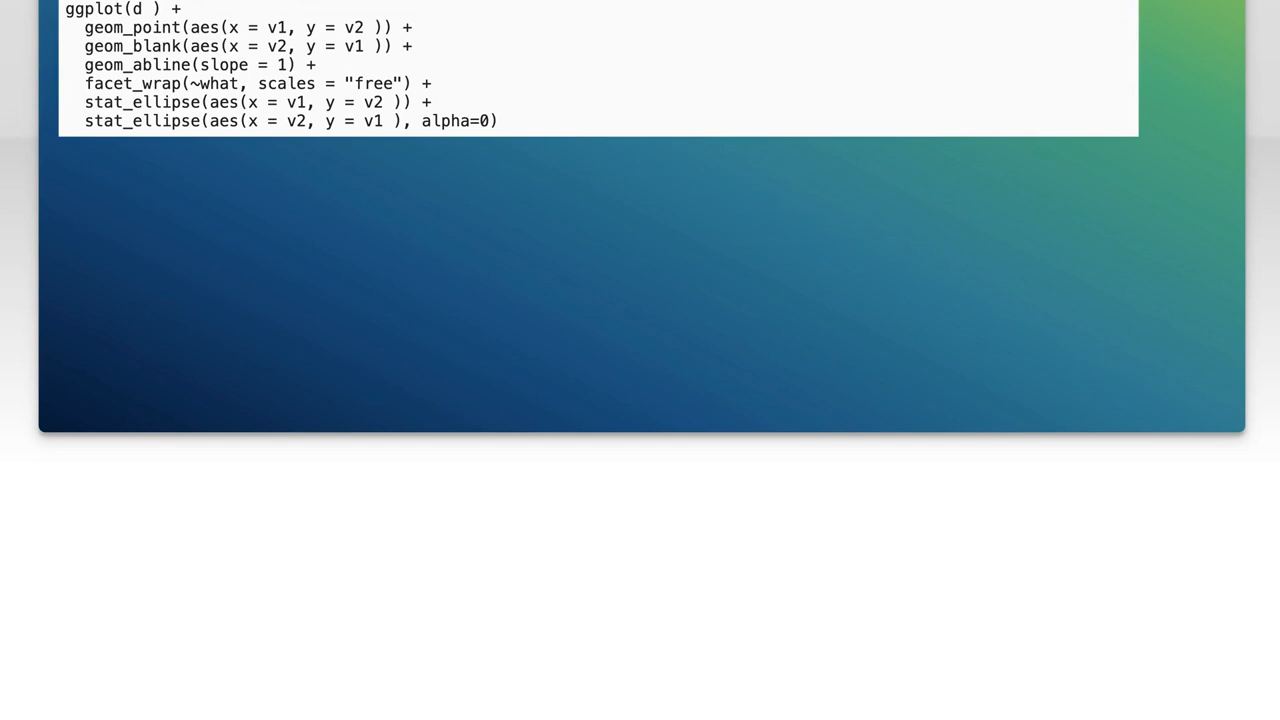 ggplot(d ) +
  geom_point(aes(x = v1, y = v2 )) +
  geom_blank(aes(x = v2, y = v1 )) +
  geom_abline(slope = 1) +
  facet_wrap(~what, scales = "free") +
  stat_ellipse(aes(x = v1, y = v2 )) +
  stat_ellipse(aes(x = v2, y = v1 ), alpha=0)